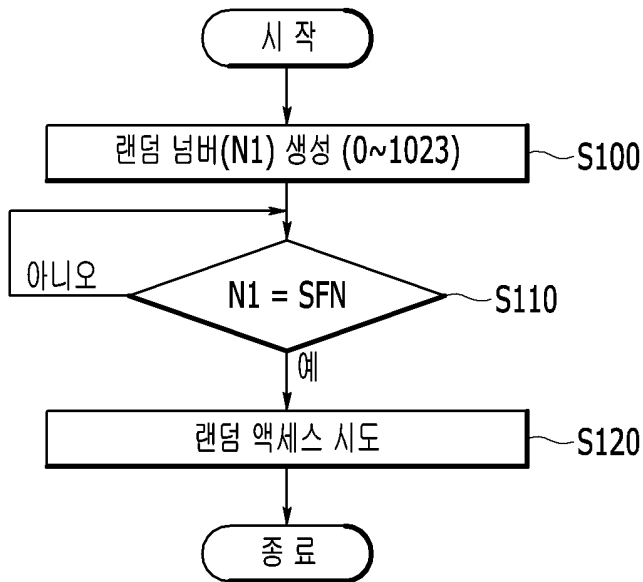 시 작
랜덤 넘버(N1) 생성 (0~1023)
S100
아니오
N1 = SFN
S110
예
랜덤 액세스 시도
S120
종 료